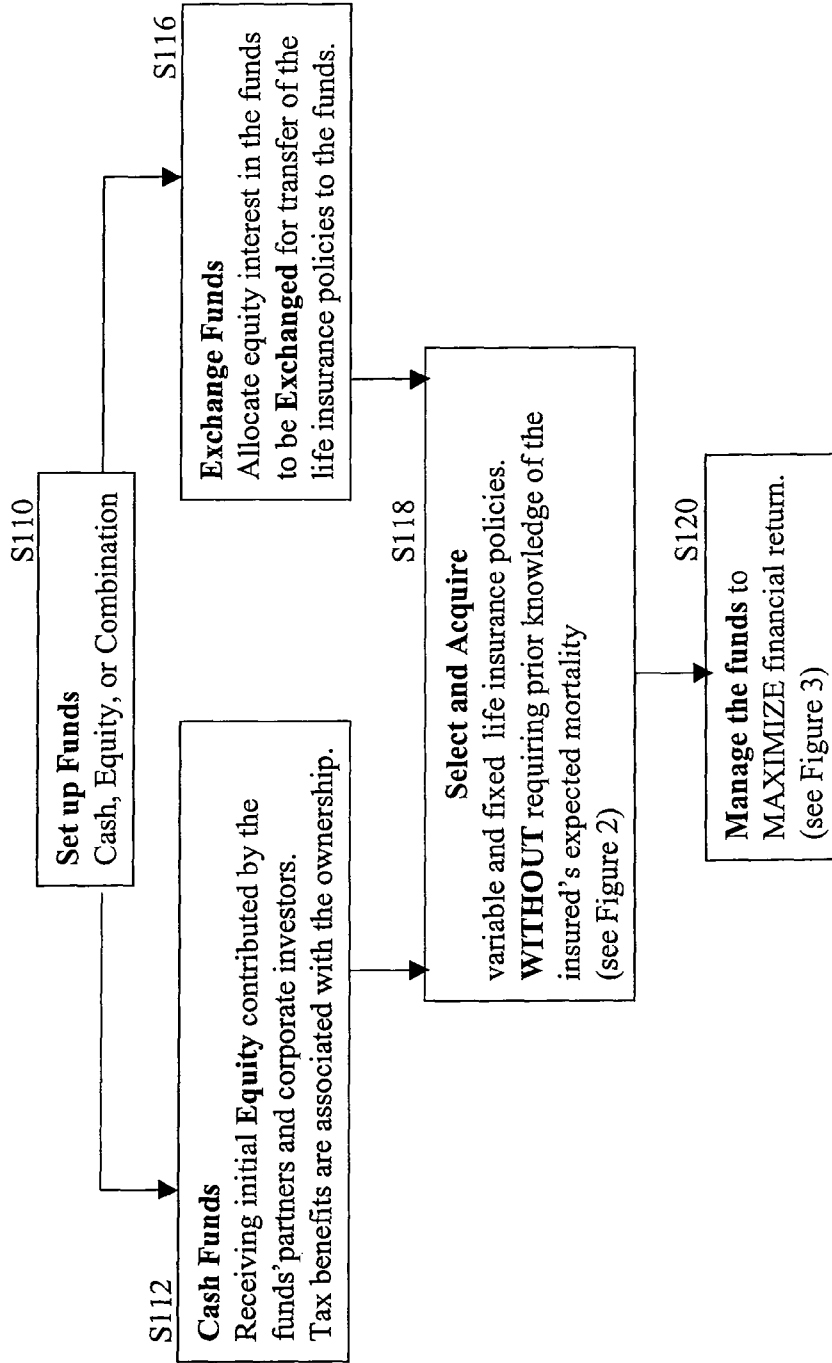 S110
Set up Funds
Cash, Equity, or Combination
S112
Cash Funds
Receiving initial Equity contributed by the
funds'partners and corporate investors.
Tax benefits are associated with the ownership.
S116
Exchange Funds
Allocate equity interest in the funds
to be Exchanged for transfer of the
life insurance policies to the funds.
S118
Select and Acquire
variable and fixed life insurance policies.
WITHOUT requiring prior knowledge of the
insured's expected mortality
(see Figure 2)
S120
Manage the funds to
MAXIMIZE financial return.
(see Figure 3)